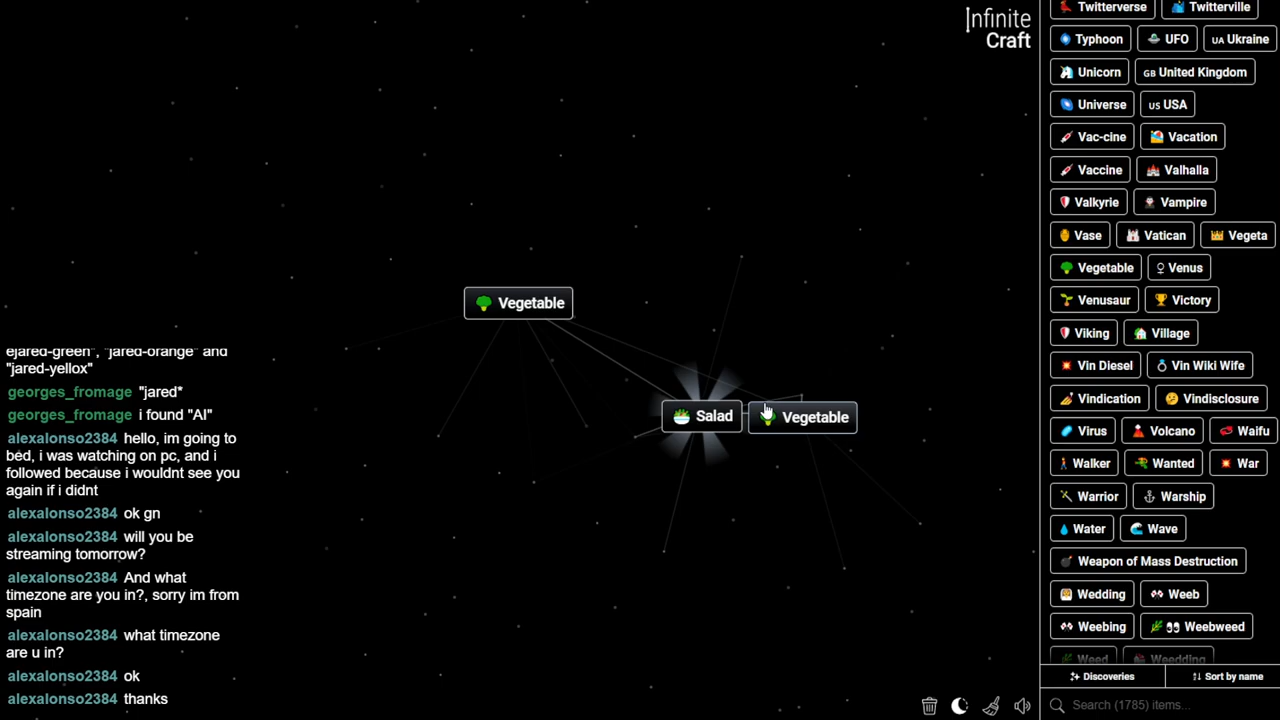 Infinite
Craft
Vegetable
Salad
Vegetable
ejared-green", "jared-orange" and
"jared-yellox"
georges_fromage "jared*
georges_fromage i found "AI"
alexalonso2384 hello, im going to
bed, i was watching on pc, and i
followed because i wouldnt see you
again if i didnt
alexalonso2384 ok gn
alexalonso2384 will you be
streaming tomorrow?
alexalonso2384 And what
timezone are you in?, sorry im from
spain
alexalonso2384 what timezone
are u in?
alexalonso2384 ok
alexalonso2384 thanks
Twitterverse Twitterville
Typhoon UFO UA Ukraine
Unicorn GB United Kingdom
Universe US USA
Vac-cine Vacation
Vaccine Valhalla
Valkyrie Vampire
Vase Vatican Vegeta
Vegetable Venus
Venusaur Victory
Viking Village
Vin Diesel Vin Wiki Wife
Vindication Vindisclosure
Virus Volcano Waifu
Walker Wanted War
Warrior Warship
Water Wave
Weapon of Mass Destruction
Wedding Weeb
Weebing Weebweed
Weed Weedding
Discoveries Sort by name
Search (1785) items...